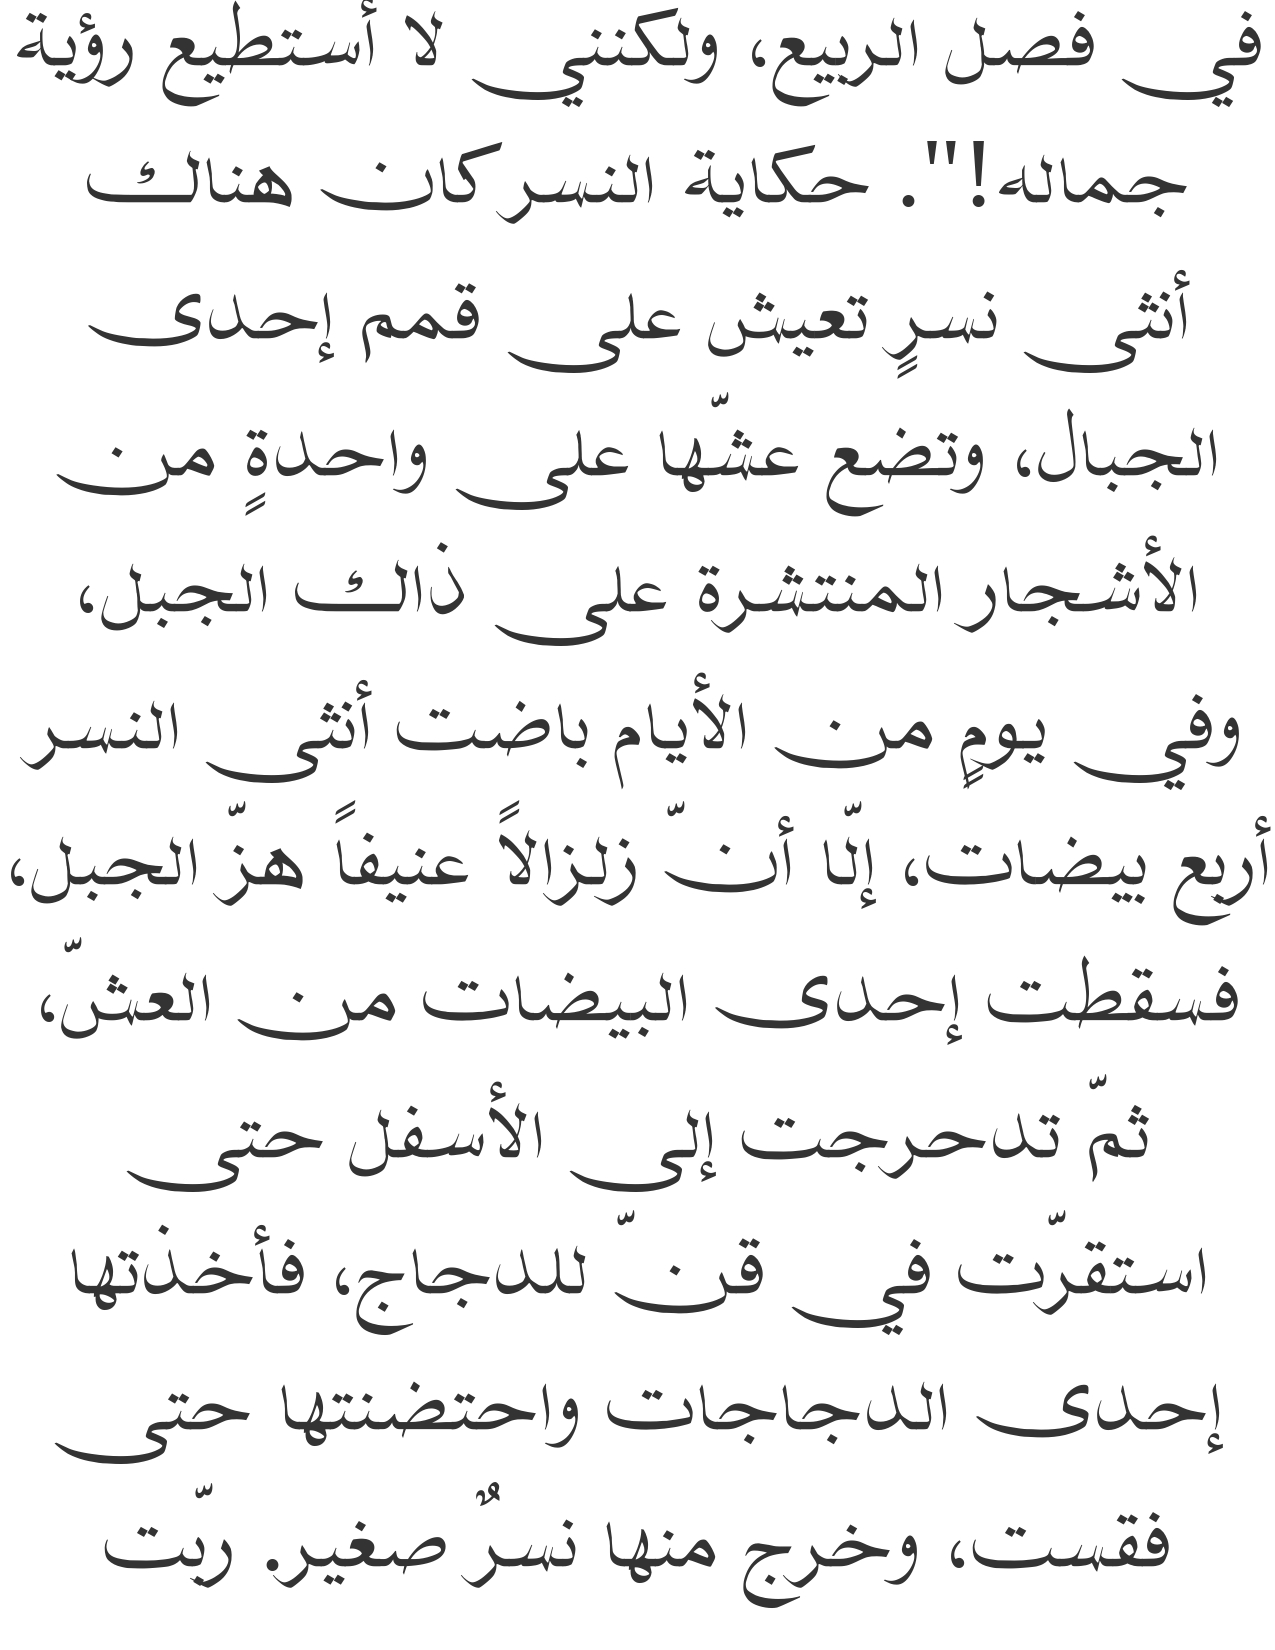 في فصل الربيع، ولكنني لا أستطيع رؤية
جماله!". حكاية النسر كان هناك
أنثى نسرٍ تعيش على قمم إحدى
الجبال، وتضع عشّها على واحدةٍ من
الأشجار المنتشرة على ذالك الجبل،
وفي يومٍ من الأيام باضت أنثى النسر
أربع بيضات، إلّا أنّ زلزالاً عنيفاً هزّ الجبل،
فسقطت إحدى البيضات من العشّ،
ثمّ تدحرجت إلى الأسفل حتى
استقرّت في قنّ للدجاج، فأخذتها
إحدى الدجاجات واحتضنتها حتى
فقست، وخرج منها نسرٌ صغير. ربّت